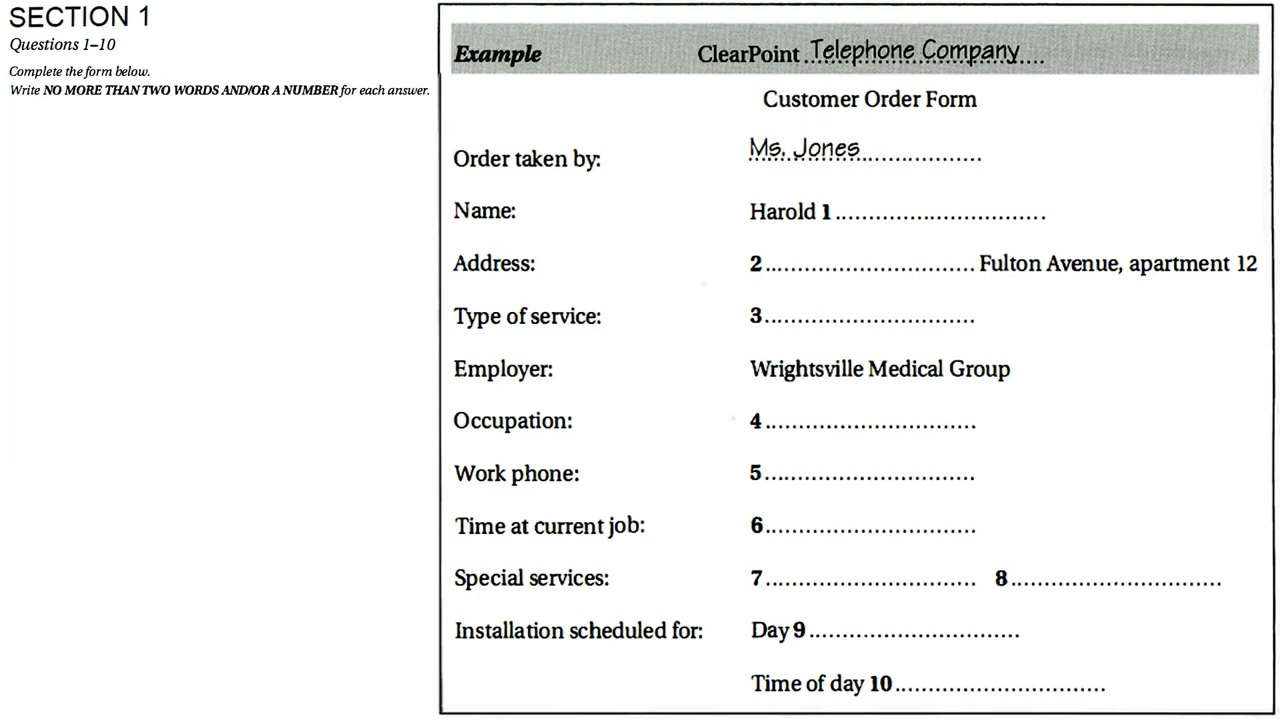 SECTION 1
Questions 1–10
Complete the form below.
Write NO MORE THAN TWO WORDS AND/OR A NUMBER for each answer.
Example ClearPoint Telephone Company
Customer Order Form
Order taken by: Ms. Jones
Name: Harold 1
Address: 2 Fulton Avenue, apartment 12
Type of service: 3
Employer: Wrightsville Medical Group
Occupation: 4
Work phone: 5
Time at current job: 6
Special services: 7 8
Installation scheduled for: Day 9
Time of day 10